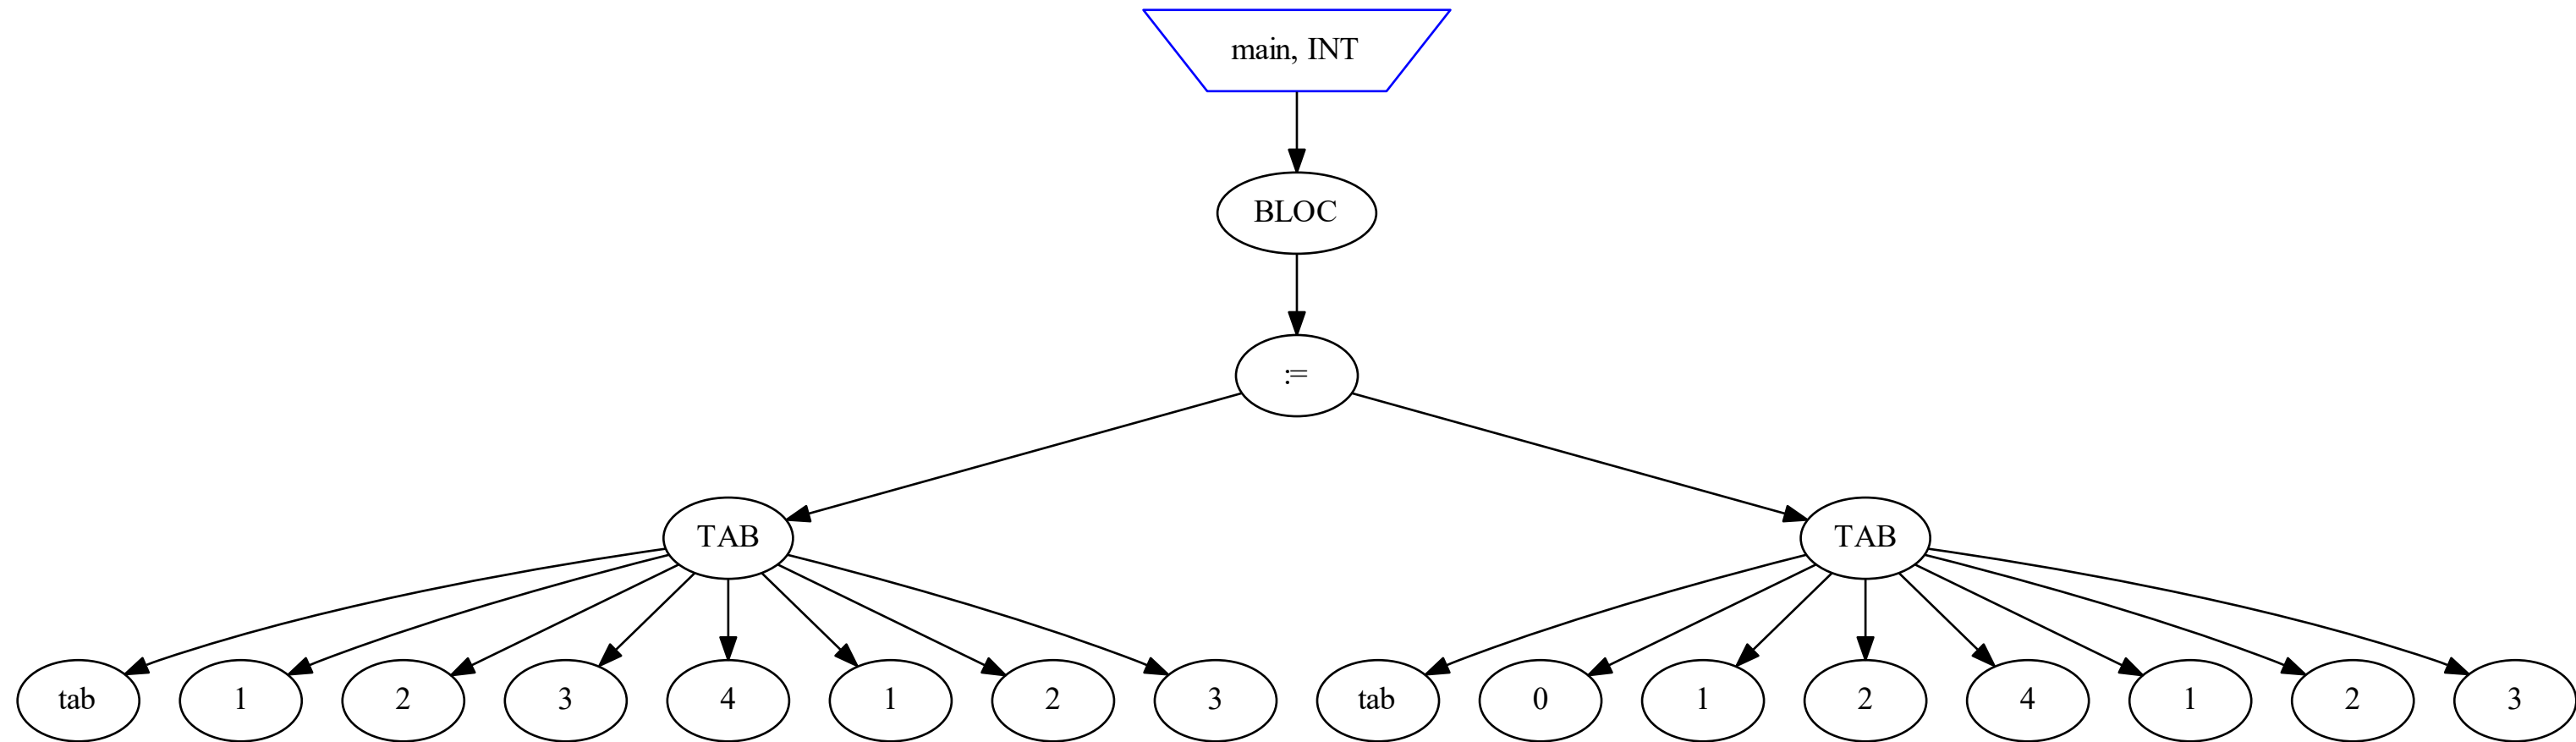 main, INT
BLOC
:=
TAB TAB
tab 1 2 3 4 1 2 3 tab 0 1 2 4 1 2 3